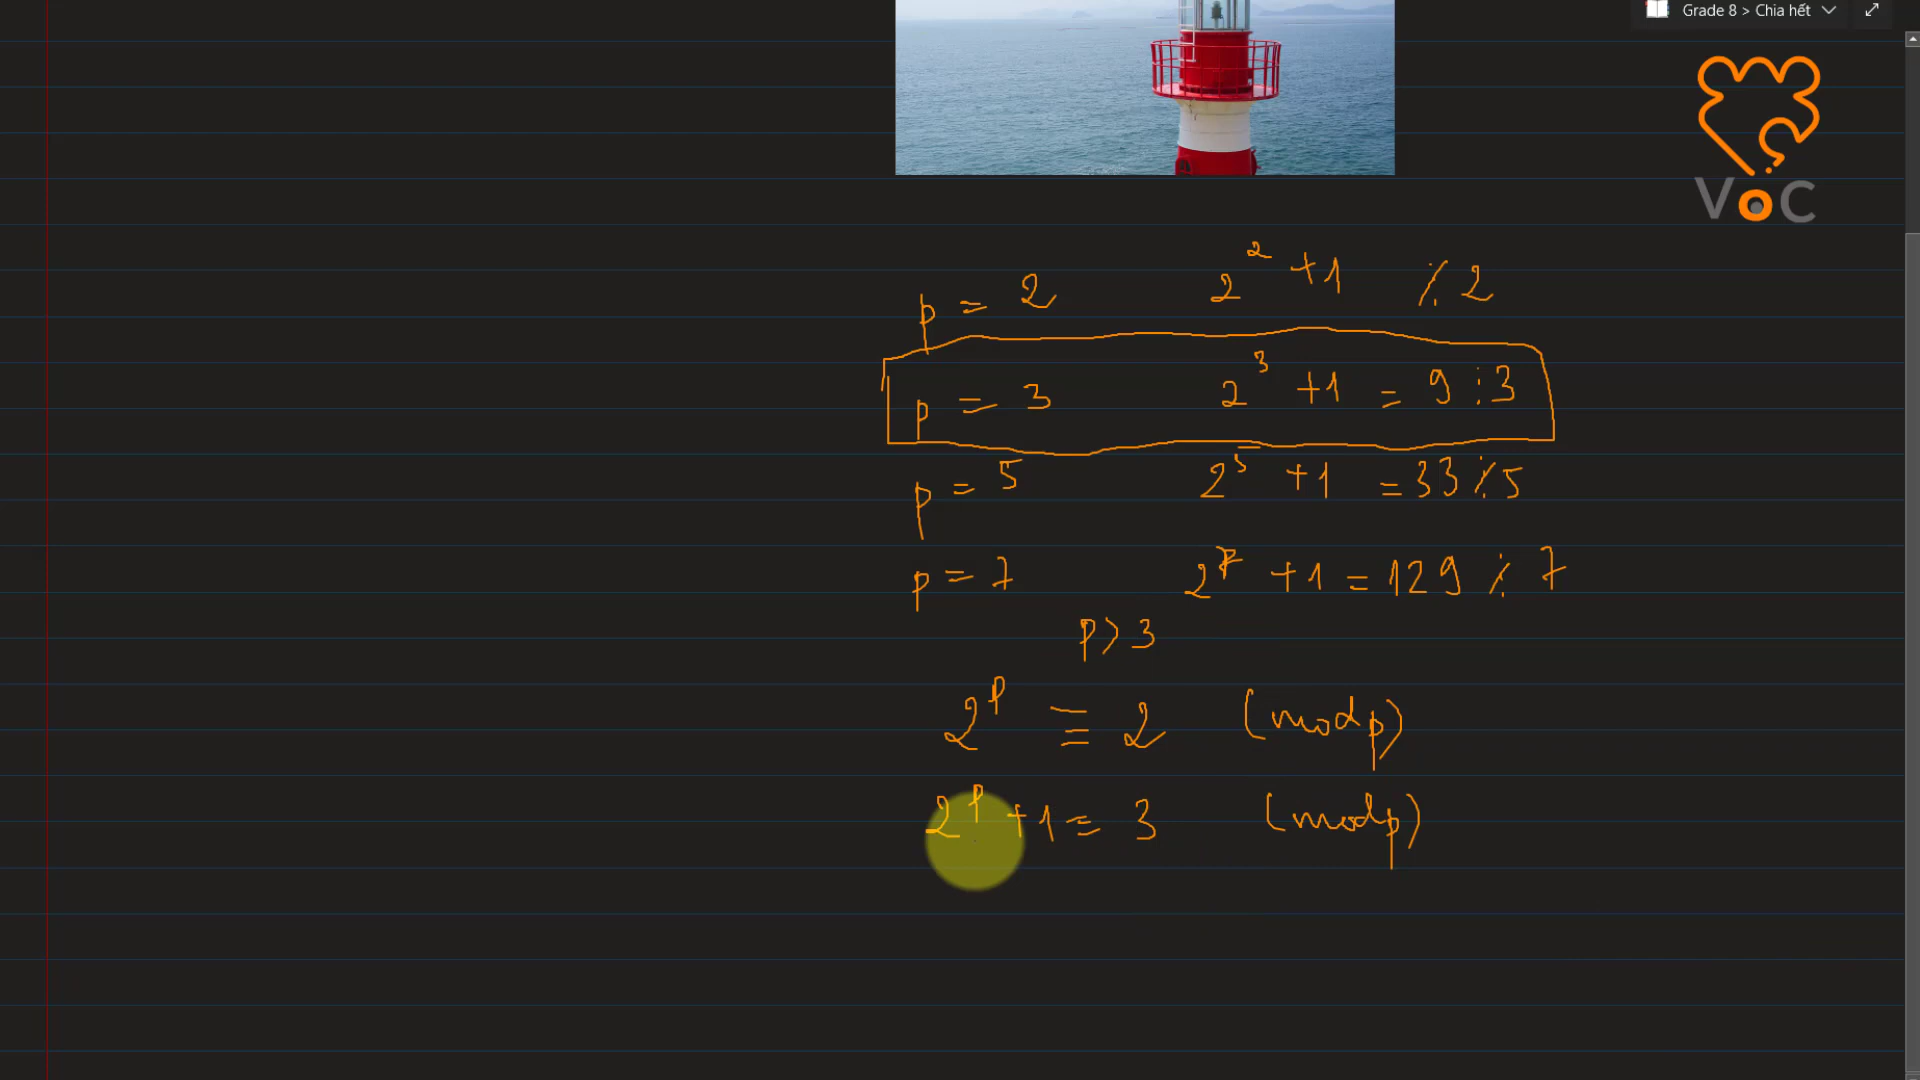 Grade 8 > Chia hết
VOC
p = 2 2² + 1 ⋮̸ 2
p = 3 2³ + 1 = 9 ⋮ 3
p = 5 2⁵ + 1 = 33 ⋮̸ 5
p = 7 2⁷ + 1 = 129 ⋮̸ 7
p > 3
2ᵖ ≡ 2 (mod p)
2ᵖ + 1 = 3 (mod p)